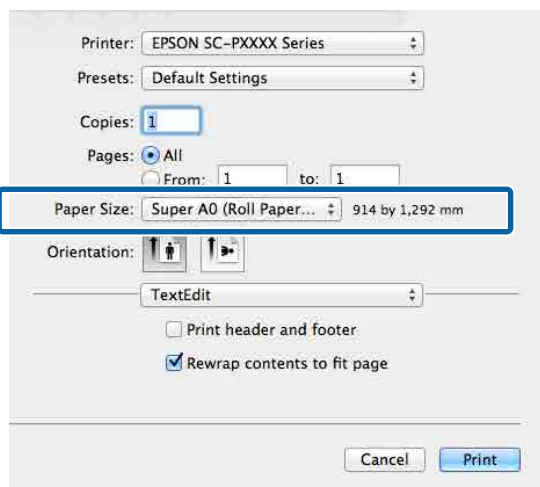 Printer: EPSON SC-PXXXX Series
Presets: Default Settings
Copies: 1
Pages: All
From: 1 to: 1
Paper Size: Super A0 (Roll Paper... 914 by 1,292 mm
Orientation:
TextEdit
Print header and footer
Rewrap contents to fit page
Cancel Print